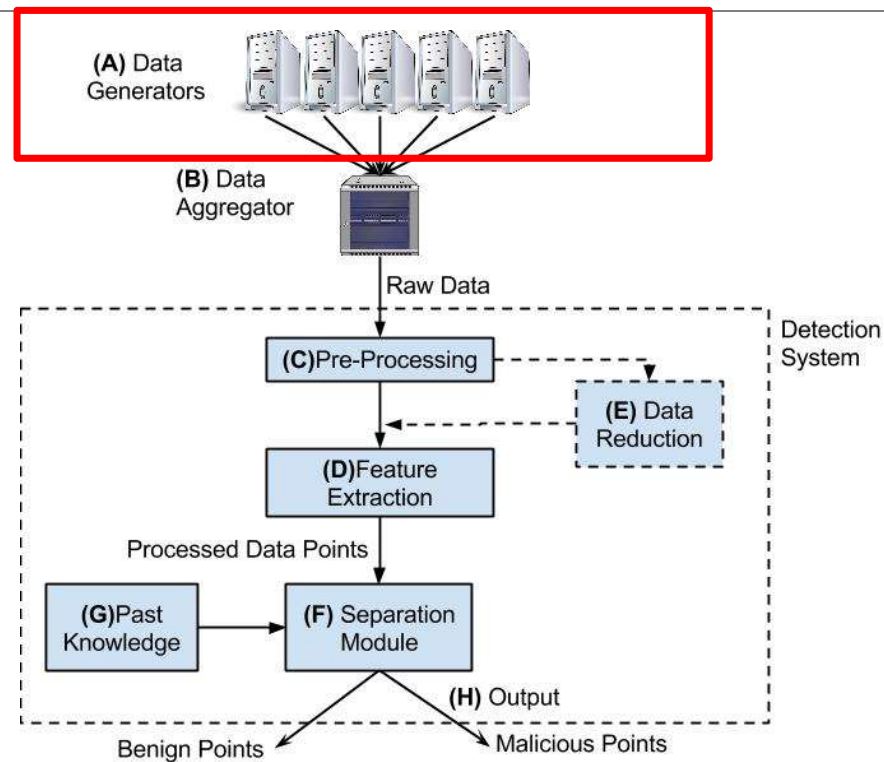 (A) Data
Generators
(B) Data
Aggregator
Raw Data
Detection
System
(C)Pre-Processing
(E) Data
Reduction
(D)Feature
Extraction
Processed Data Points
(G)Past
Knowledge
(F) Separation
Module
(H) Output
Benign Points
Malicious Points